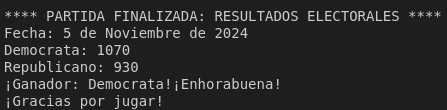 **** PARTIDA FINALIZADA: RESULTADOS ELECTORALES ****
Fecha: 5 de Noviembre de 2024
Democrata: 1070
Republicano: 930
¡Ganador: Democrata!¡Enhorabuena!
¡Gracias por jugar!